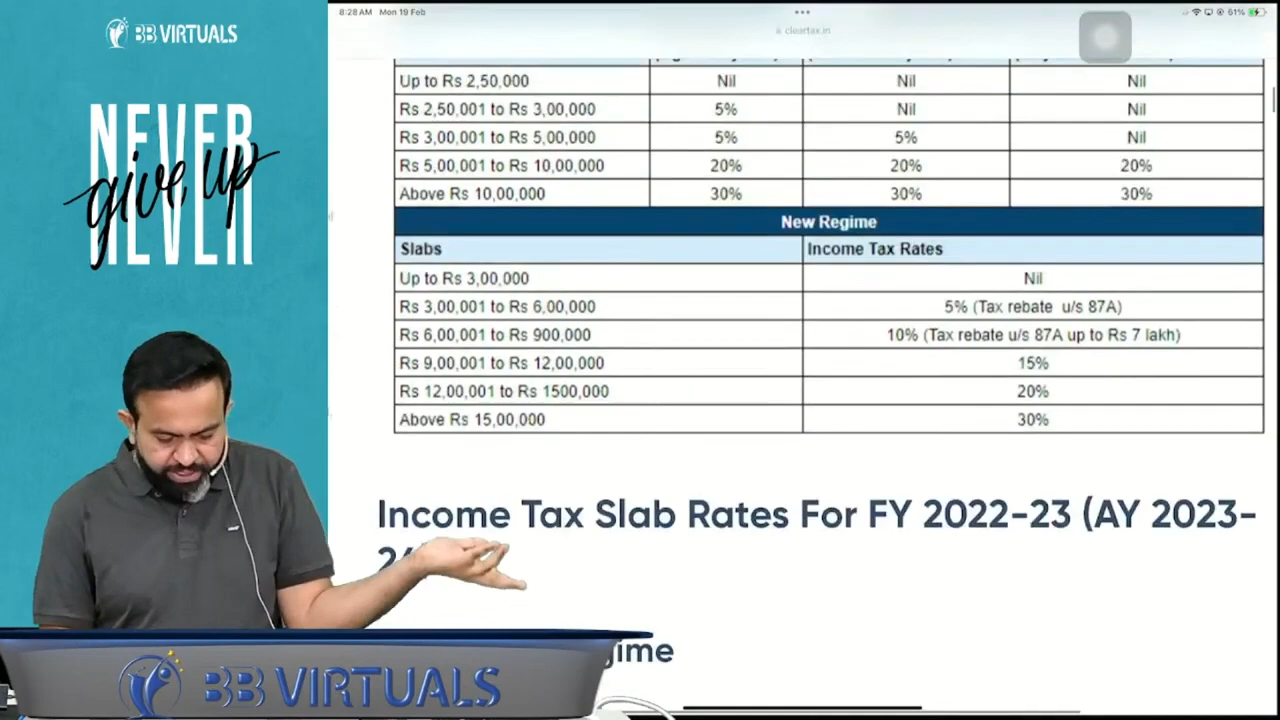 BB VIRTUALS
NEVER
give up
NEVER
8:28 AM Mon 19 Feb
61%
cleartax.in
Up to Rs 2,50,000 Nil Nil Nil
Rs 2,50,001 to Rs 3,00,000 5% Nil Nil
Rs 3,00,001 to Rs 5,00,000 5% 5% Nil
Rs 5,00,001 to Rs 10,00,000 20% 20% 20%
Above Rs 10,00,000 30% 30% 30%
New Regime
Slabs Income Tax Rates
Up to Rs 3,00,000 Nil
Rs 3,00,001 to Rs 6,00,000 5% (Tax rebate u/s 87A)
Rs 6,00,001 to Rs 900,000 10% (Tax rebate u/s 87A up to Rs 7 lakh)
Rs 9,00,001 to Rs 12,00,000 15%
Rs 12,00,001 to Rs 1500,000 20%
Above Rs 15,00,000 30%
Income Tax Slab Rates For FY 2022-23 (AY 2023-
gime
BB VIRTUALS